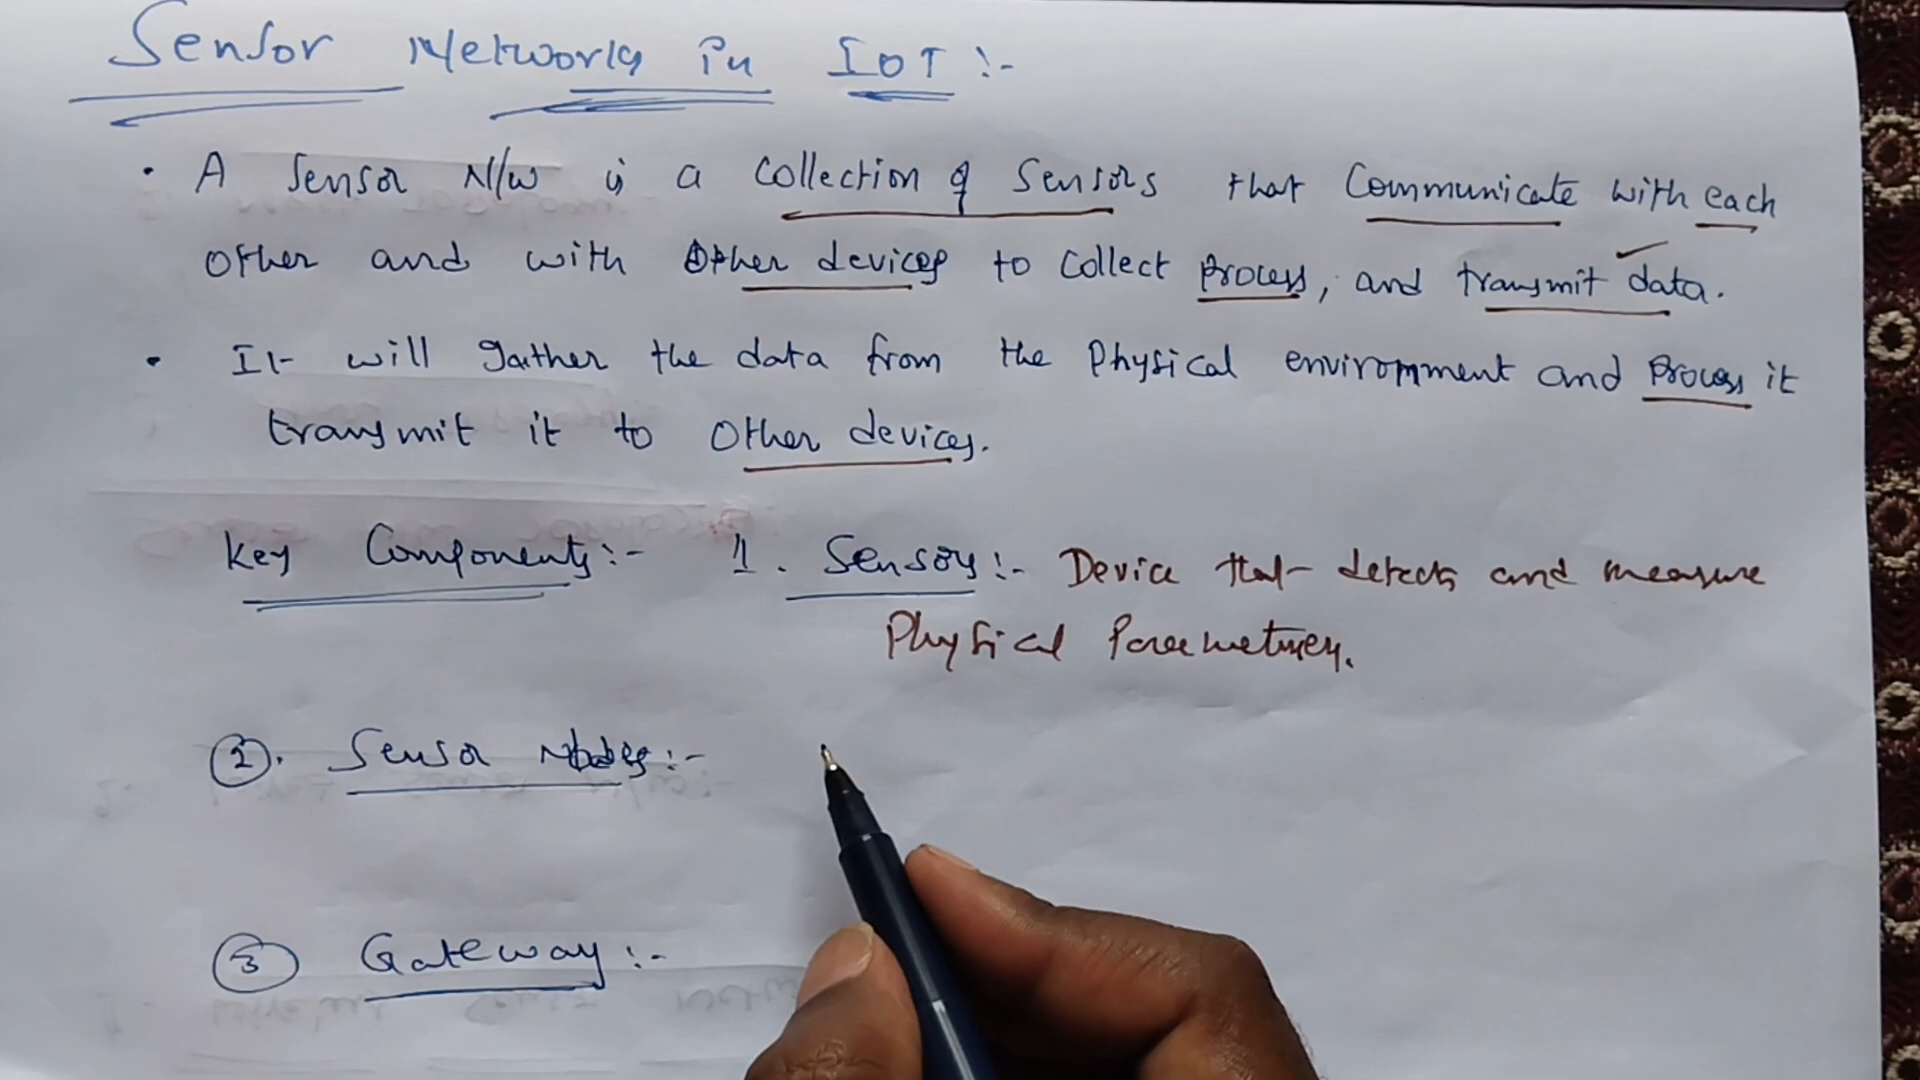 Sensor Networks in IOT :-
• A Sensor N/w is a collection of Sensors that Communicate with each
other and with Other devices to collect Process, and transmit data.
• It will gather the data from the Physical enviromment and Process it
transmit it to Other devices.
Key Components:- 1. Sensors:- Device that detects and measure
Physical Parametures.
2. Sensor Nodes:-
3 Gateway:-